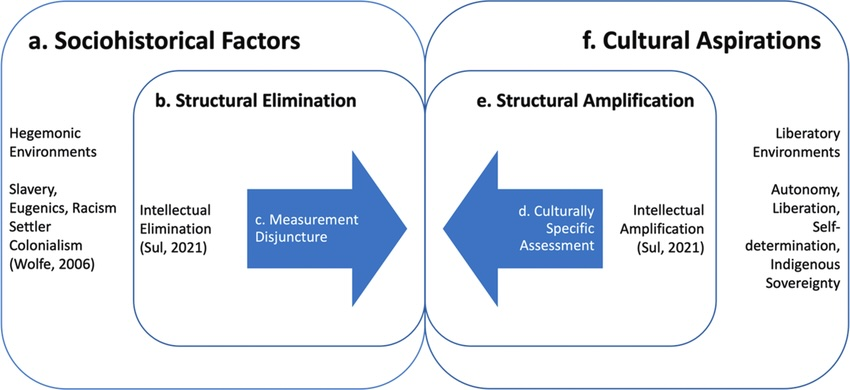 a. Sociohistorical Factors
b. Structural Elimination
Hegemonic
Environments
Slavery,
Eugenics, Racism
Settler
Colonialism
(Wolfe, 2006)
Intellectual
Elimination
(Sul, 2021)
c. Measurement
Disjuncture
f. Cultural Aspirations
e. Structural Amplification
d. Culturally
Specific
Assessment
Intellectual
Amplification
(Sul, 2021)
Liberatory
Environments
Autonomy,
Liberation,
Self-
determination,
Indigenous
Sovereignty